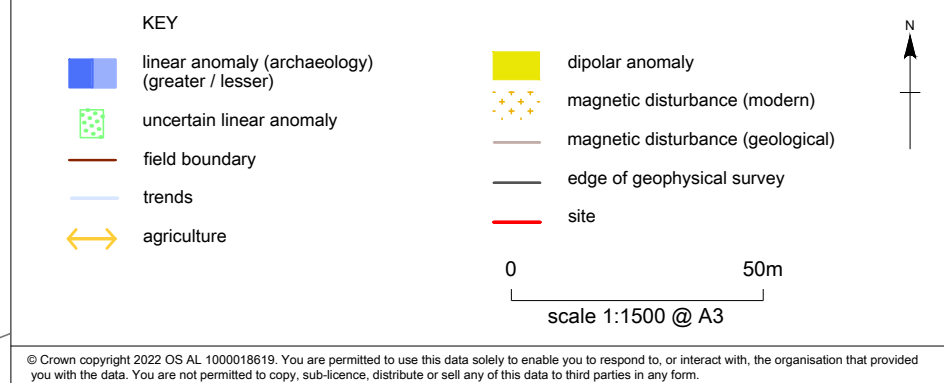 KEY
linear anomaly (archaeology)
(greater / lesser)
uncertain linear anomaly
field boundary
trends
agriculture
dipolar anomaly
magnetic disturbance (modern)
magnetic disturbance (geological)
edge of geophysical survey
site
N
0 50m
scale 1:1500 @ A3
© Crown copyright 2022 OS AL 1000018619. You are permitted to use this data solely to enable you to respond to, or interact with, the organisation that provided
you with the data. You are not permitted to copy, sub-licence, distribute or sell any of this data to third parties in any form.